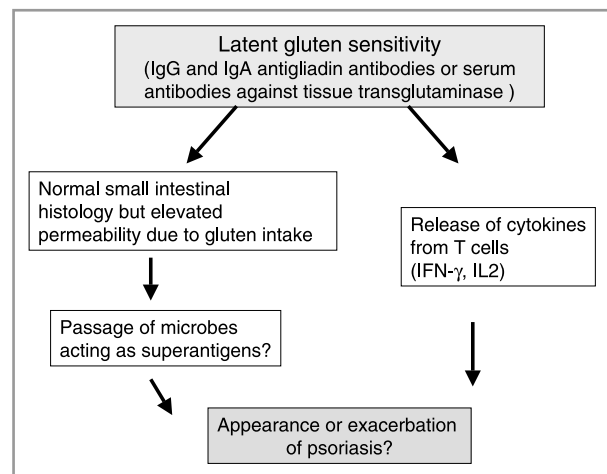 Latent gluten sensitivity
(IgG and IgA antigliadin antibodies or serum
antibodies against tissue transglutaminase )
Normal small intestinal
histology but elevated
permeability due to gluten intake
Release of cytokines
from T cells
(IFN-γ, IL2)
Passage of microbes
acting as superantigens?
Appearance or exacerbation
of psoriasis?